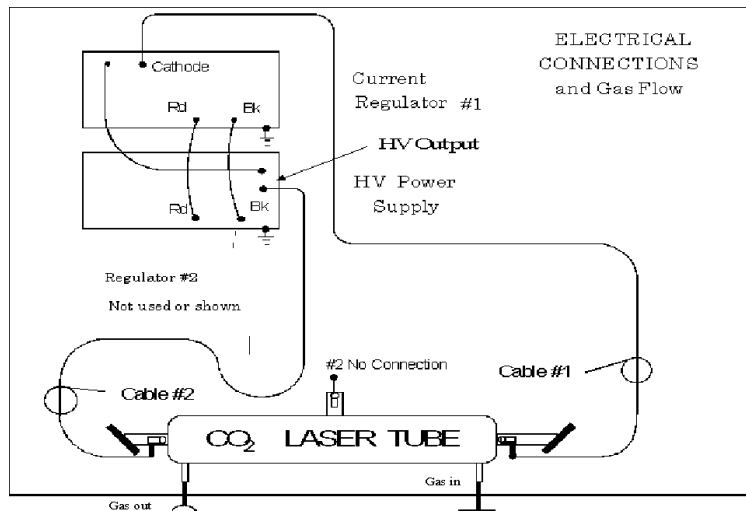 ELECTRICAL
CONNECTIONS
and Gas Flow
Cathode
Current
Regulator #1
Rd
Bk
HV Output
HV Power
Supply
Rd
Bk
Regulator #2
Not used or shown
#2 No Connection
Cable #2
Cable #1
CO2 LASER TUBE
Gas in
Gas out